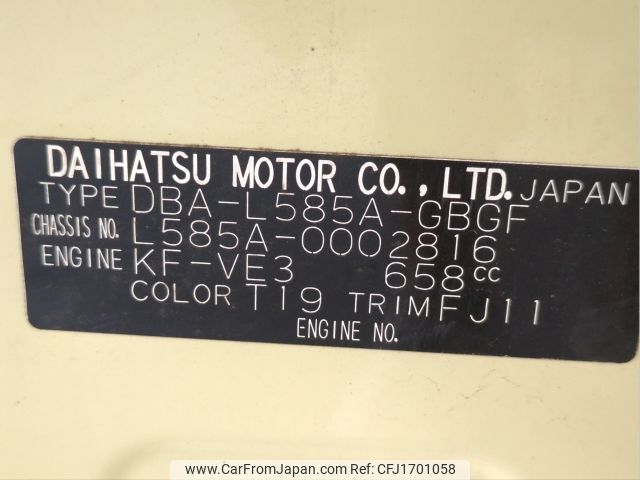 DAIHATSU MOTOR CO., LTD. JAPAN
TYPE DBA-L585A-GBGF
CHASSIS NO. L585A-0002816
ENGINE KF-VE3 658cc
COLOR T19 TRIM FJ11
ENGINE NO.
www.CarFromJapan.com | Ref: CFJ1701058